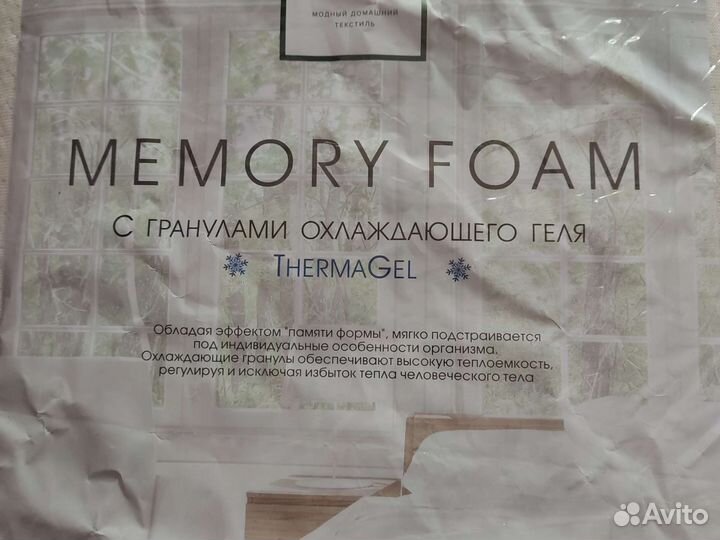 МОДНЫЙ ДОМАШНИЙ
ТЕКСТИЛЬ
MEMORY FOAM
С ГРАНУЛАМИ ОХЛАЖДАЮЩЕГО ГЕЛЯ
THERMAGEL
Обладая эффектом "памяти формы", мягко подстраивается
под индивидуальные особенности организма.
Охлаждающие гранулы обеспечивают высокую теплоемкость,
регулируя и исключая избыток тепла человеческого тела
Avito